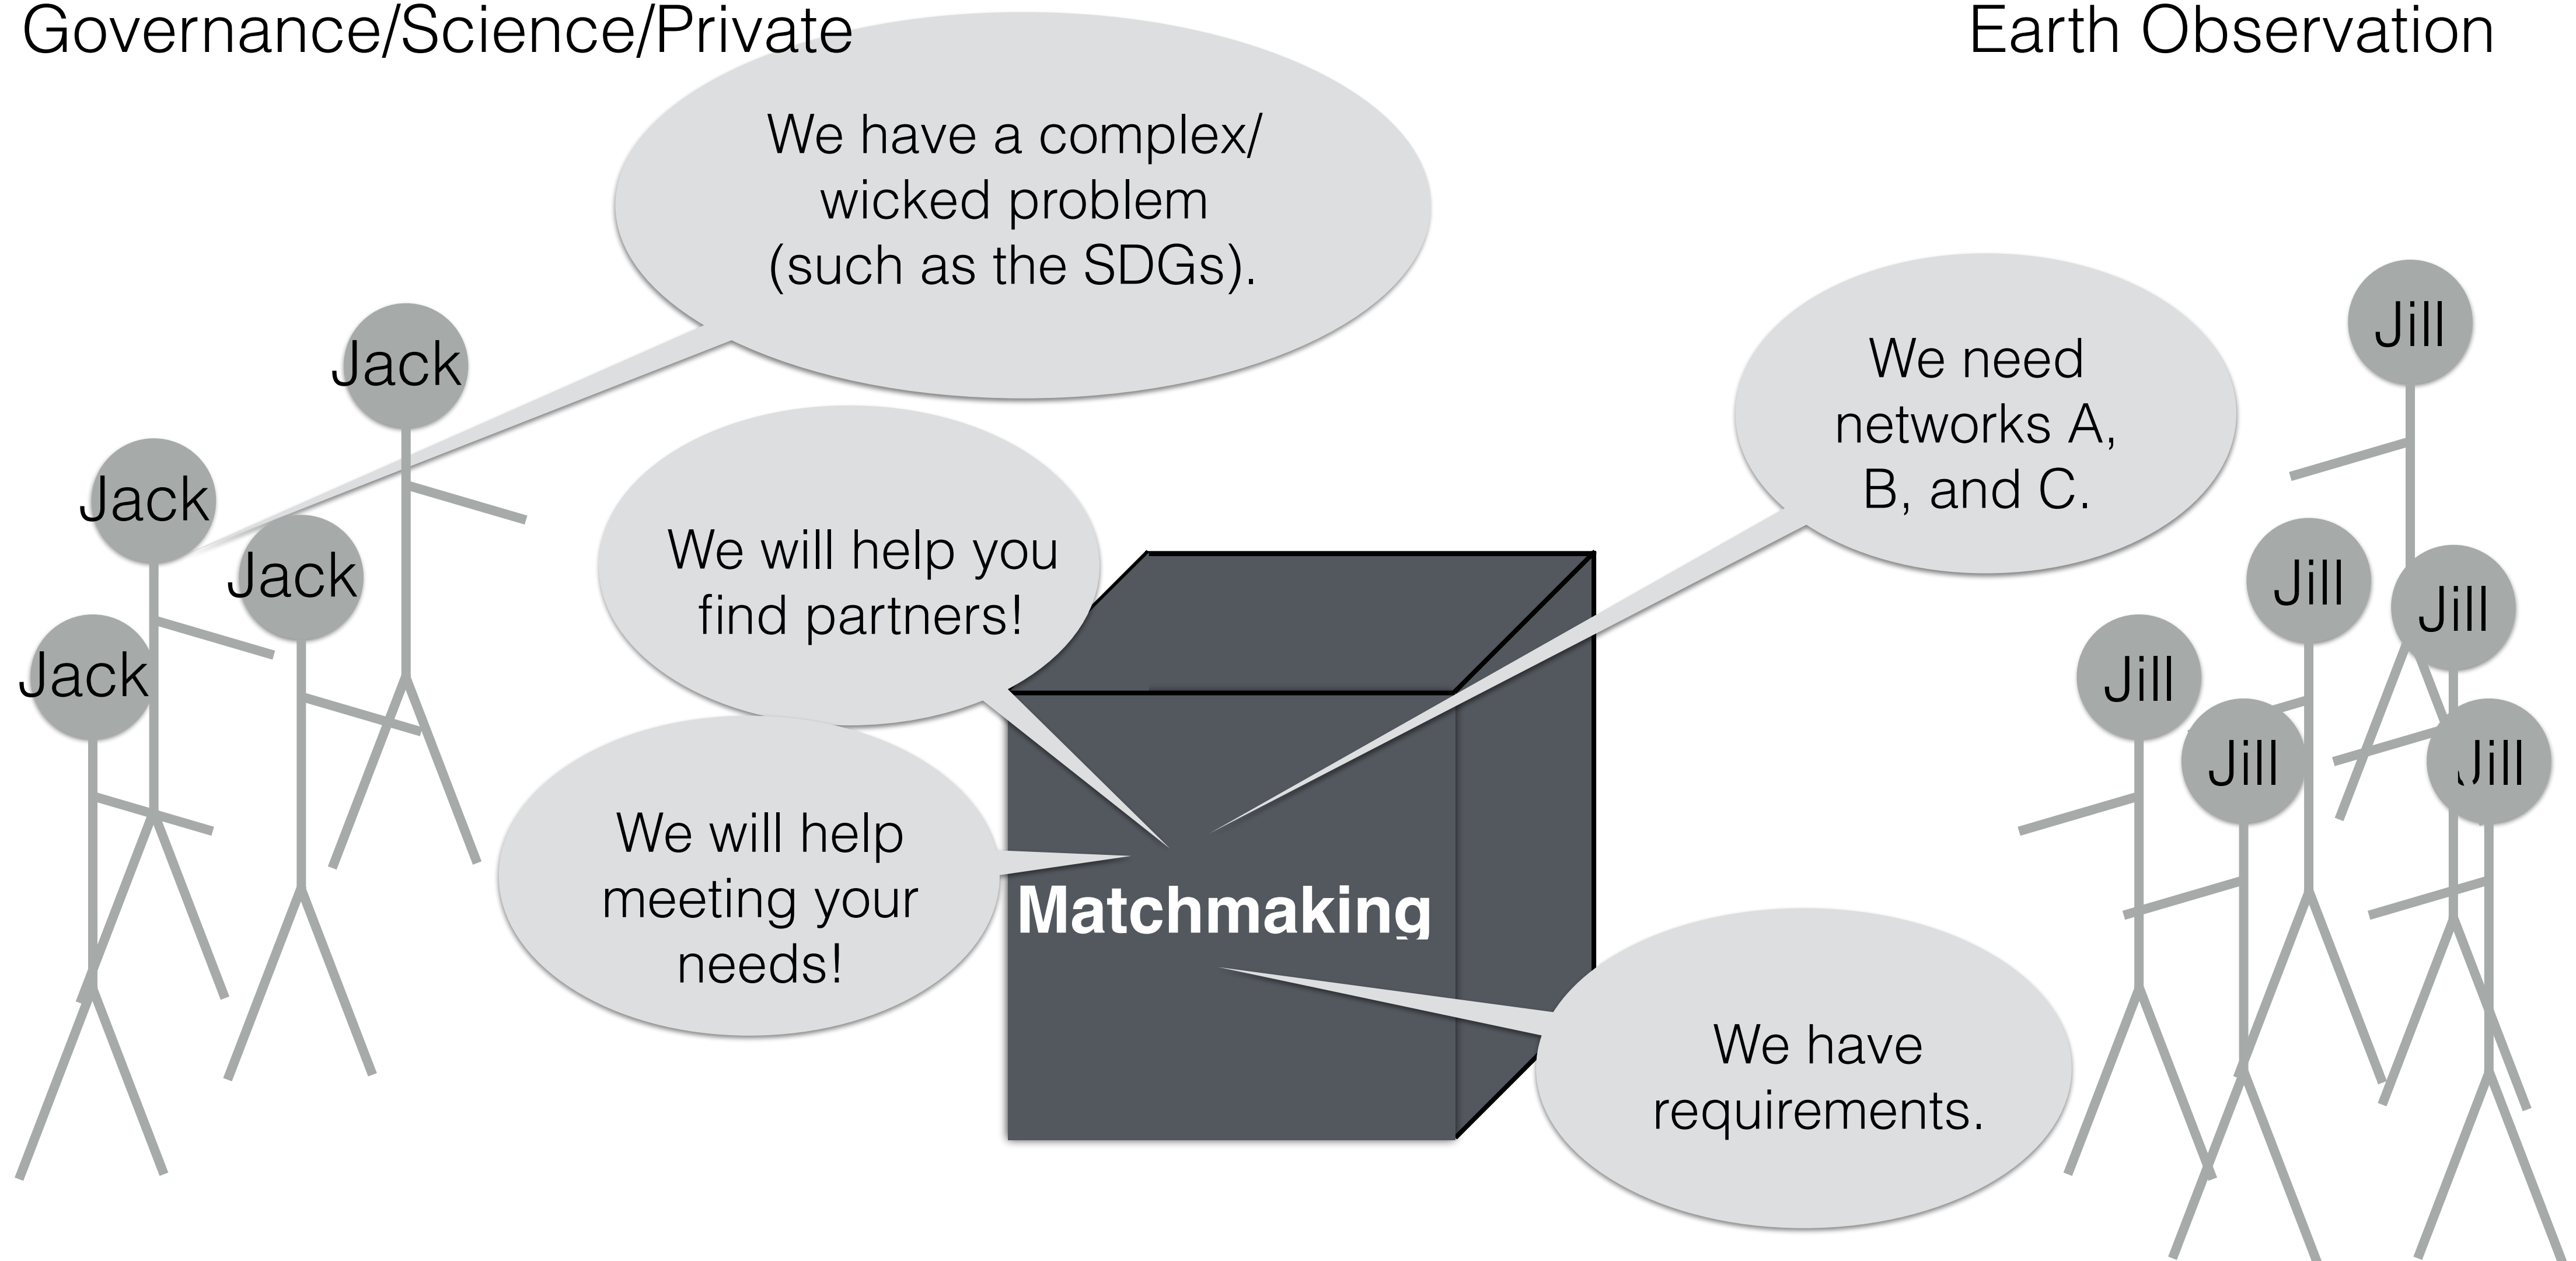 Governance/Science/Private
Earth Observation
We have a complex/
wicked problem
(such as the SDGs).
We need
networks A,
B, and C.
We will help you
find partners!
We will help
meeting your
needs!
Matchmaking
We have
requirements.
Jack
Jack
Jack
Jack
Jill
Jill
Jill
Jill
Jill
Jill